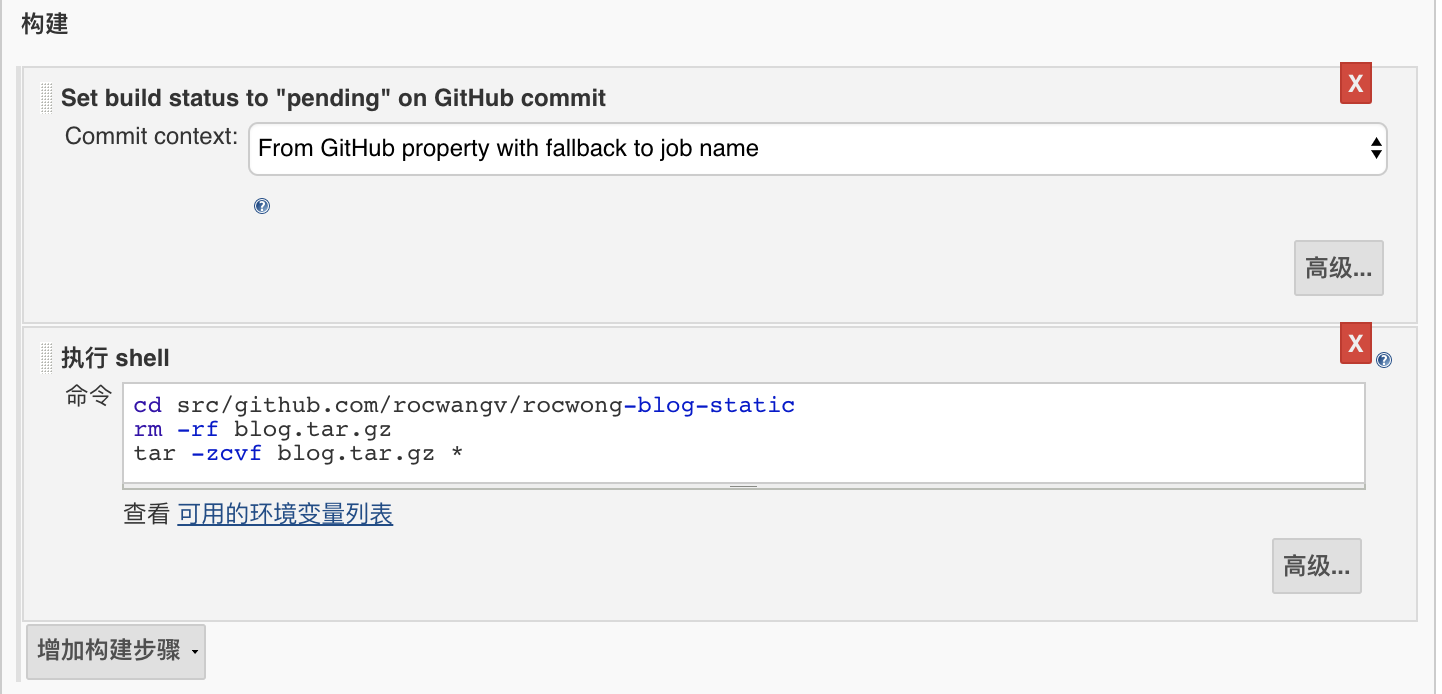 构建
X
Set build status to "pending" on GitHub commit
Commit context: From GitHub property with fallback to job name
高级...
X
执行 shell
命令
cd src/github.com/rocwangv/rocwong-blog-static
rm -rf blog.tar.gz
tar -zcvf blog.tar.gz *
查看 可用的环境变量列表
高级...
增加构建步骤